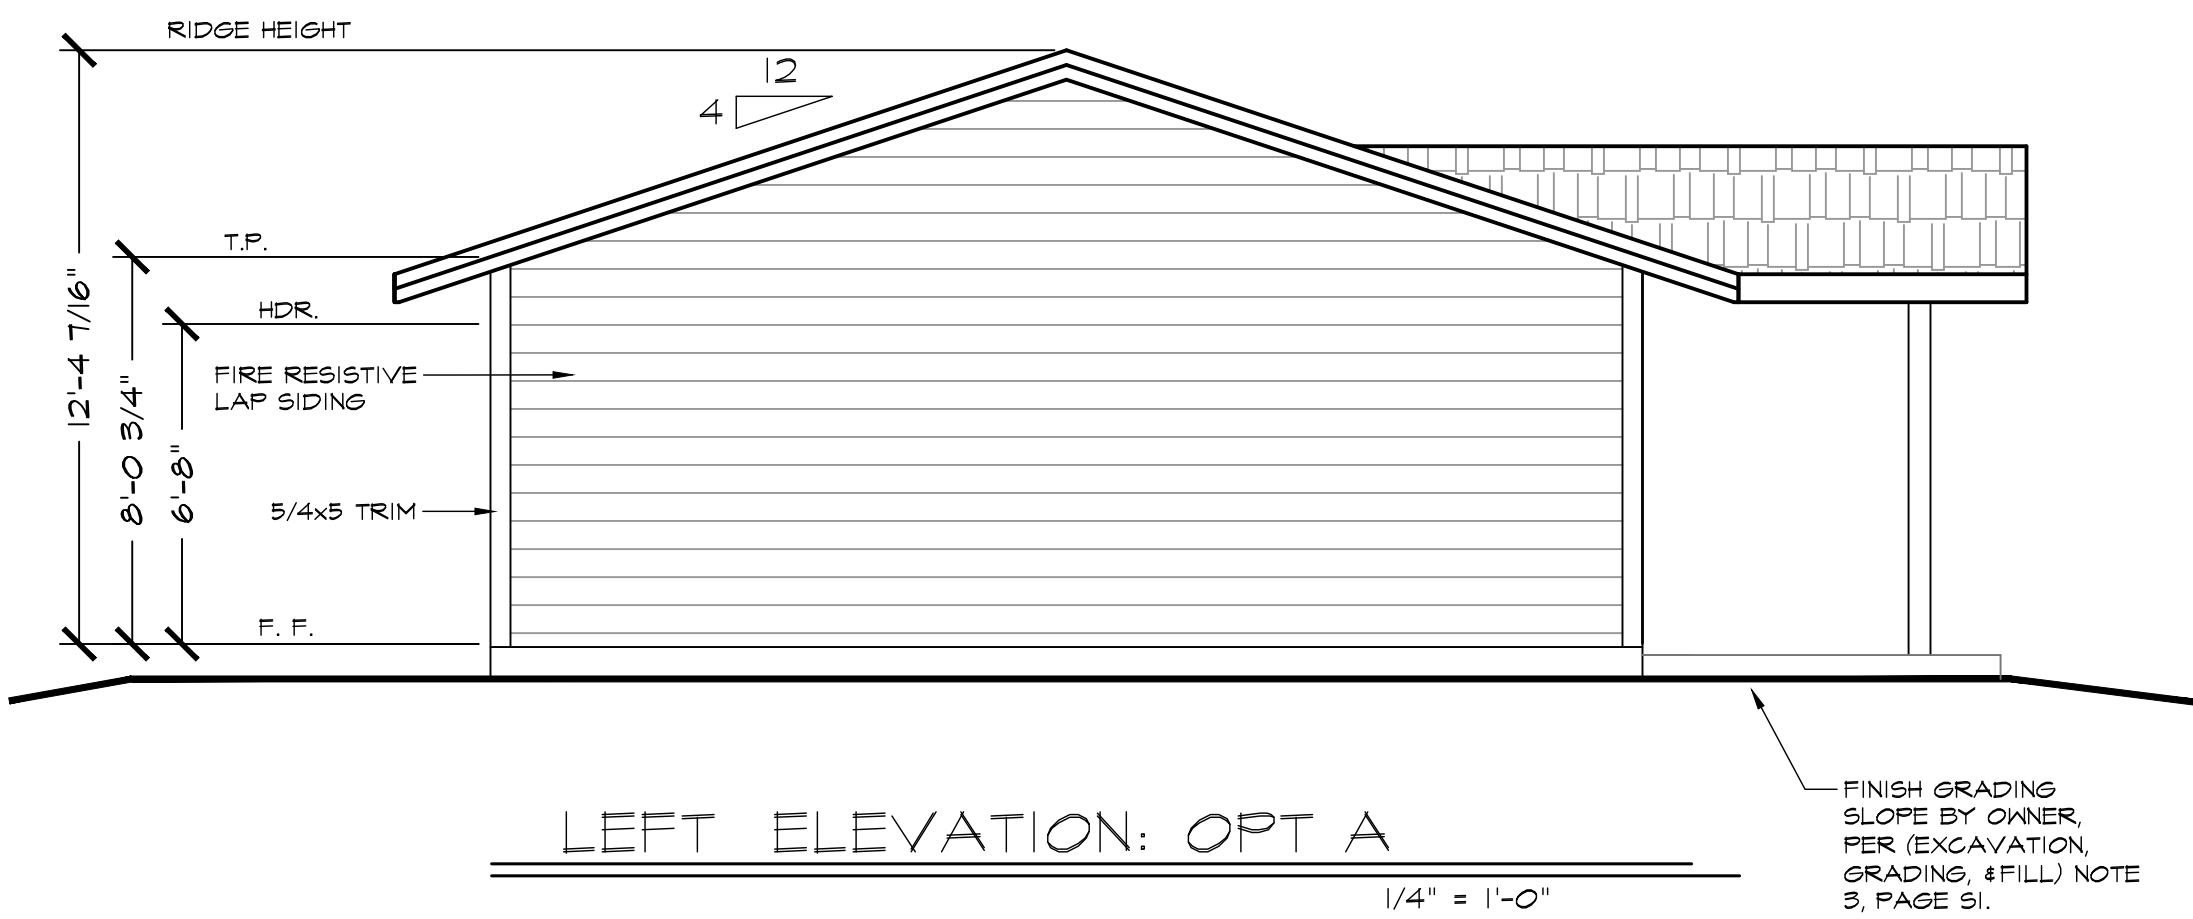 RIDGE HEIGHT
12
4
T.P.
HDR.
12'-4 7/16"
8'-0 3/4"
6'-8"
FIRE RESISTIVE
LAP SIDING
5/4x5 TRIM
F. F.
FINISH GRADING
SLOPE BY OWNER,
PER (EXCAVATION,
GRADING, &FILL) NOTE
3, PAGE S1.
LEFT ELEVATION: OPT A
1/4" = 1'-0"